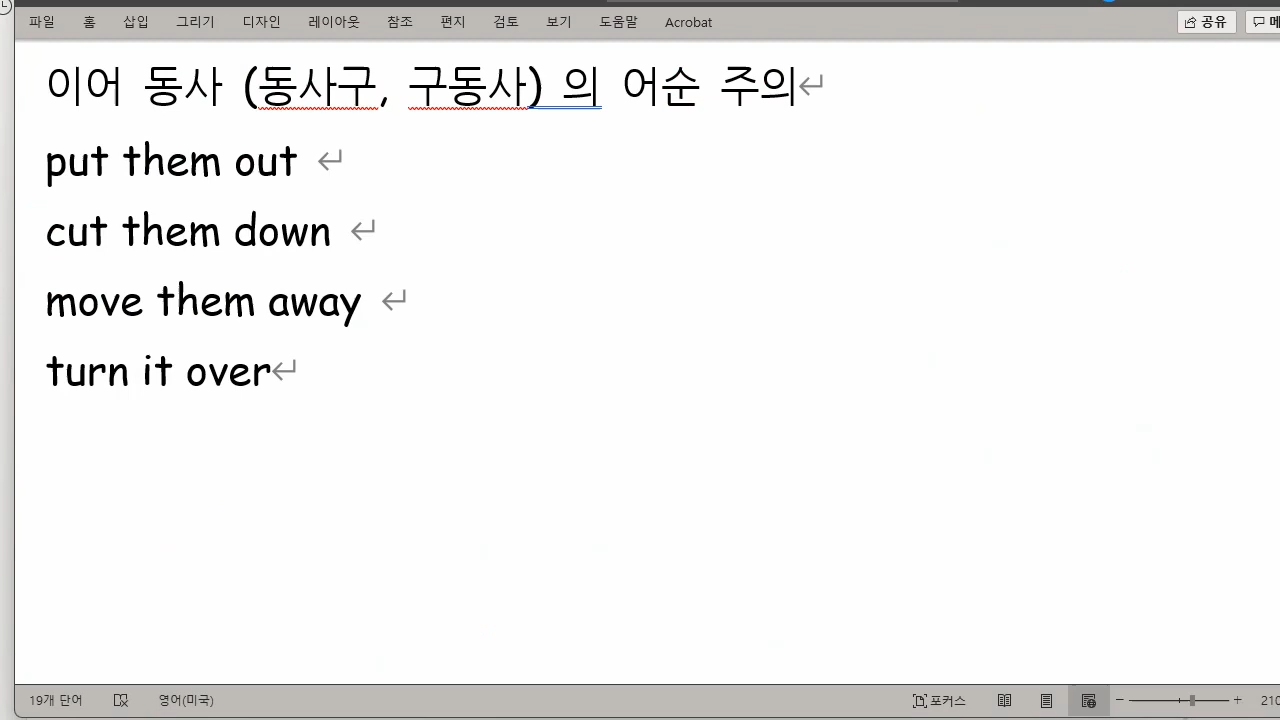 파일 홈 삽입 그리기 디자인 레이아웃 참조 편지 검토 보기 도움말 Acrobat 공유
이어 동사 (동사구, 구동사) 의 어순 주의
put them out
cut them down
move them away
turn it over
19개 단어 영어(미국) 포커스